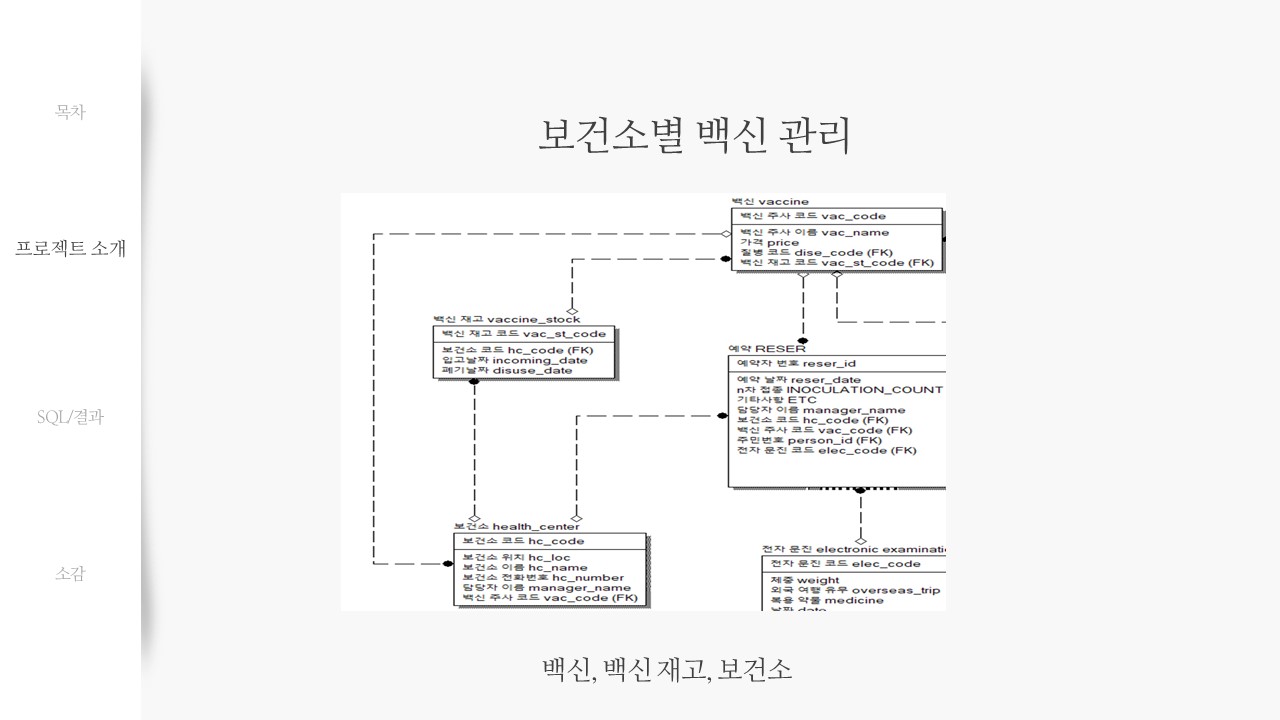 목차
프로젝트 소개
SQL/결과
소감
보건소별 백신 관리
백신 vaccine
백신 주사 코드 vac_code
백신 주사 이름 vac_name
가격 price
질병 코드 dise_code (FK)
백신 재고 코드 vac_st_code (FK)
백신 재고 vaccine_stock
백신 재고 코드 vac_st_code
보건소 코드 hc_code (FK)
입고날짜 incoming_date
폐기날짜 disuse_date
예약 RESER
예약자 번호 reser_id
예약 날짜 reser_date
n차 접종 INOCULATION_COUNT
기타사항 ETC
담당자 이름 manager_name
보건소 코드 hc_code (FK)
백신 주사 코드 vac_code (FK)
주민번호 person_id (FK)
전자 문진 코드 elec_code (FK)
보건소 health_center
보건소 코드 hc_code
보건소 위치 hc_loc
보건소 이름 hc_name
보건소 전화번호 hc_number
담당자 이름 manager_name
백신 주사 코드 vac_code (FK)
전자 문진 electronic examinati
전자 문진 코드 elec_code
체중 weight
외국 여행 유무 overseas_trip
복용 약물 medicine
날짜 date
백신, 백신 재고, 보건소